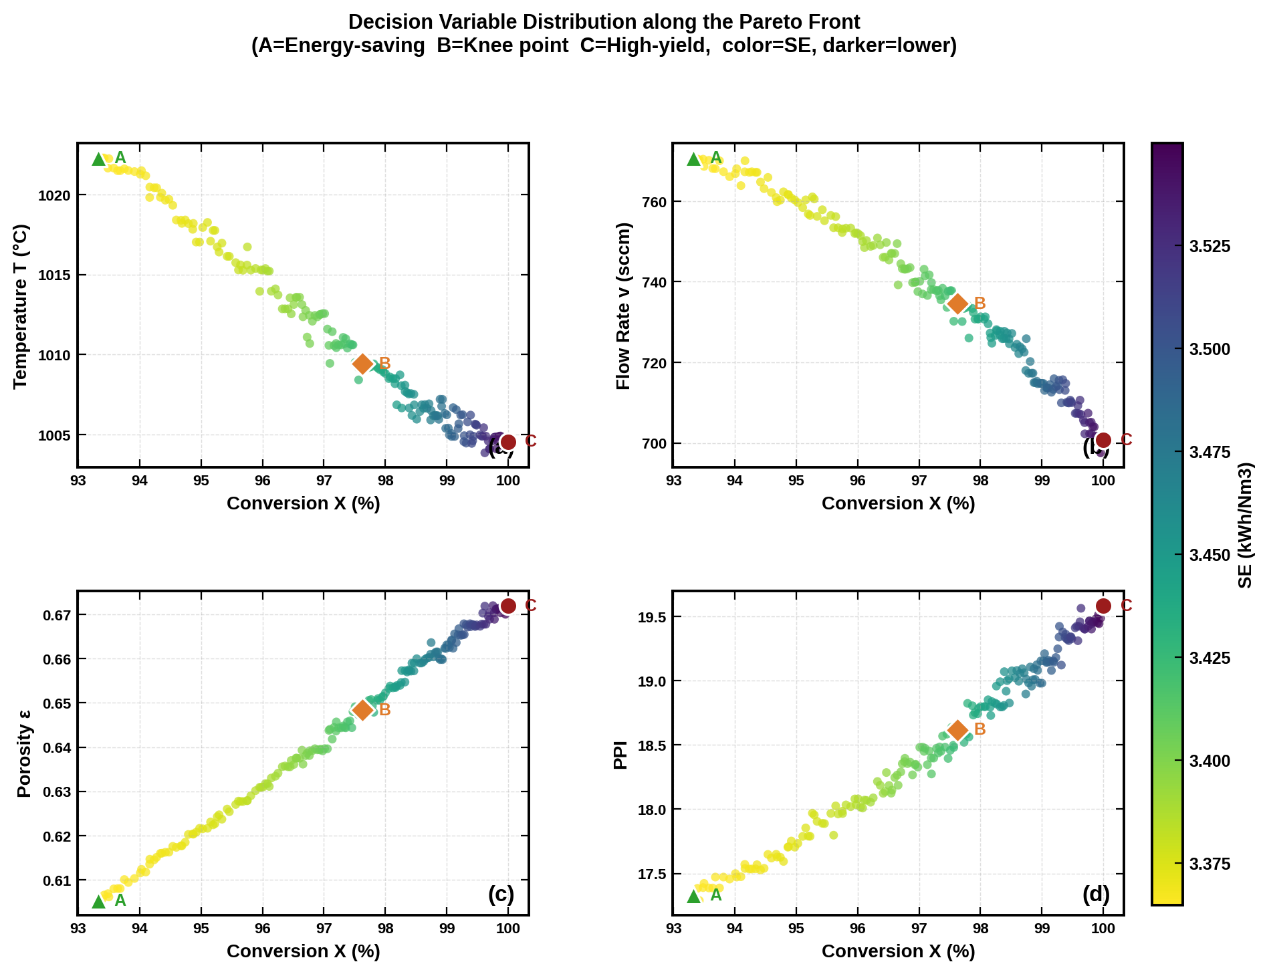 Decision Variable Distribution along the Pareto Front
(A=Energy-saving  B=Knee point  C=High-yield,  color=SE, darker=lower)
Temperature T (°C)
1020
1015
1010
1005
A
B
C
(a)
93 94 95 96 97 98 99 100
Conversion X (%)
Flow Rate v (sccm)
760
740
720
700
A
B
C
(b)
93 94 95 96 97 98 99 100
Conversion X (%)
Porosity ε
0.67
0.66
0.65
0.64
0.63
0.62
0.61
A
B
C
(c)
93 94 95 96 97 98 99 100
Conversion X (%)
PPI
19.5
19.0
18.5
18.0
17.5
A
B
C
(d)
93 94 95 96 97 98 99 100
Conversion X (%)
3.525
3.500
3.475
3.450
3.425
3.400
3.375
SE (kWh/Nm3)